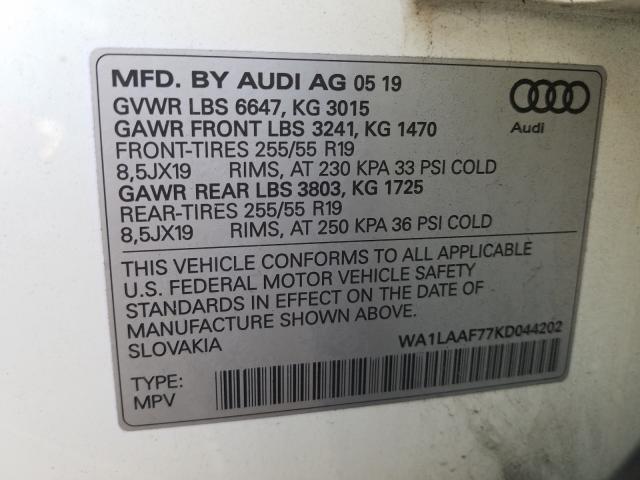 MFD. BY AUDI AG 05 19
GVWR LBS 6647, KG 3015
GAWR FRONT LBS 3241, KG 1470
FRONT-TIRES 255/55 R19
8,5JX19 RIMS, AT 230 KPA 33 PSI COLD
GAWR REAR LBS 3803, KG 1725
REAR-TIRES 255/55 R19
8,5JX19 RIMS, AT 250 KPA 36 PSI COLD
Audi
THIS VEHICLE CONFORMS TO ALL APPLICABLE
U.S. FEDERAL MOTOR VEHICLE SAFETY
STANDARDS IN EFFECT ON THE DATE OF
MANUFACTURE SHOWN ABOVE.
SLOVAKIA WA1LAAF77KD044202
TYPE:
MPV